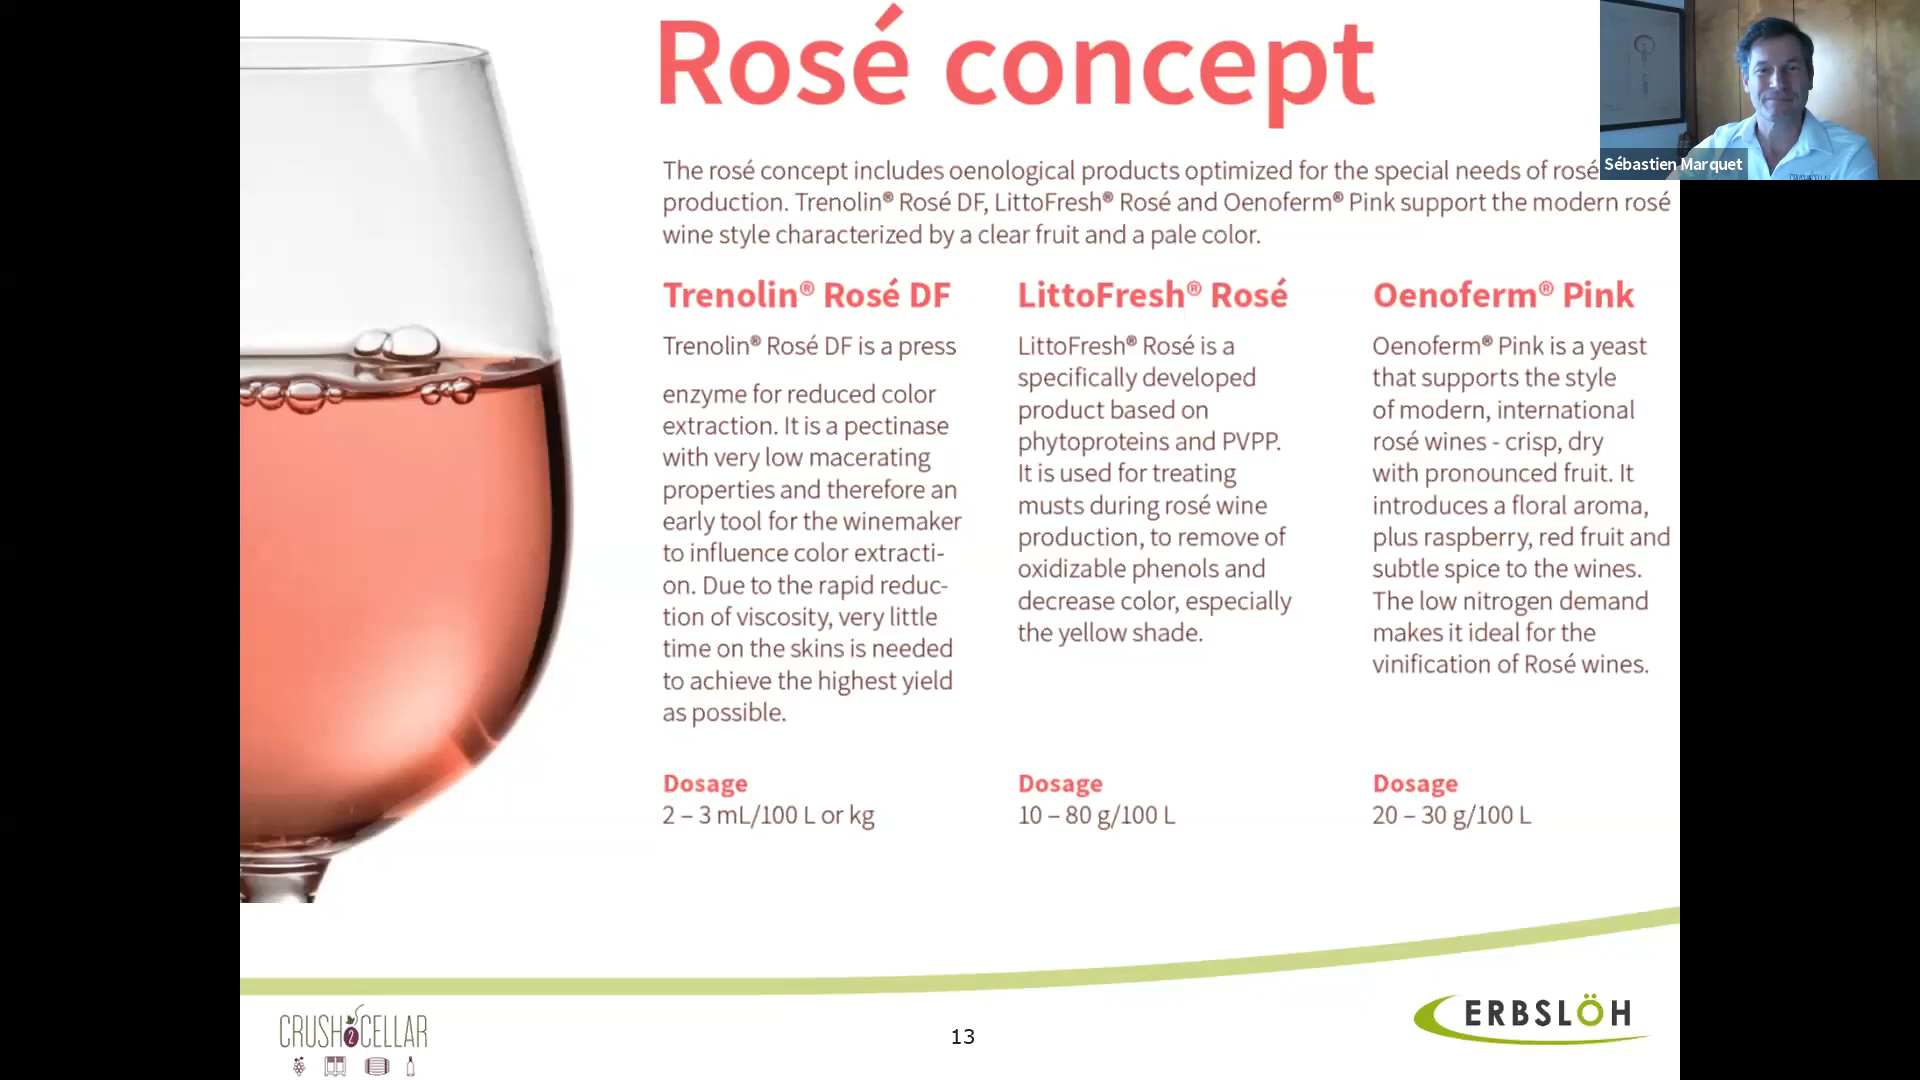 Rosé concept
Sébastien Marquet
The rosé concept includes oenological products optimized for the special needs of rosé
production. Trenolin® Rosé DF, LittoFresh® Rosé and Oenoferm® Pink support the modern rosé
wine style characterized by a clear fruit and a pale color.
Trenolin® Rosé DF
Trenolin® Rosé DF is a press
enzyme for reduced color
extraction. It is a pectinase
with very low macerating
properties and therefore an
early tool for the winemaker
to influence color extracti-
on. Due to the rapid reduc-
tion of viscosity, very little
time on the skins is needed
to achieve the highest yield
as possible.
Dosage
2 – 3 mL/100 L or kg
LittoFresh® Rosé
LittoFresh® Rosé is a
specifically developed
product based on
phytoproteins and PVPP.
It is used for treating
musts during rosé wine
production, to remove of
oxidizable phenols and
decrease color, especially
the yellow shade.
Dosage
10 – 80 g/100 L
Oenoferm® Pink
Oenoferm® Pink is a yeast
that supports the style
of modern, international
rosé wines - crisp, dry
with pronounced fruit. It
introduces a floral aroma,
plus raspberry, red fruit and
subtle spice to the wines.
The low nitrogen demand
makes it ideal for the
vinification of Rosé wines.
Dosage
20 – 30 g/100 L
CRUSH2CELLAR
13
ERBSLÖH